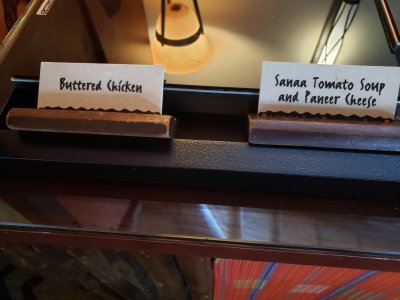 Buttered Chicken
Sanaa Tomato Soup
and Paneer Cheese